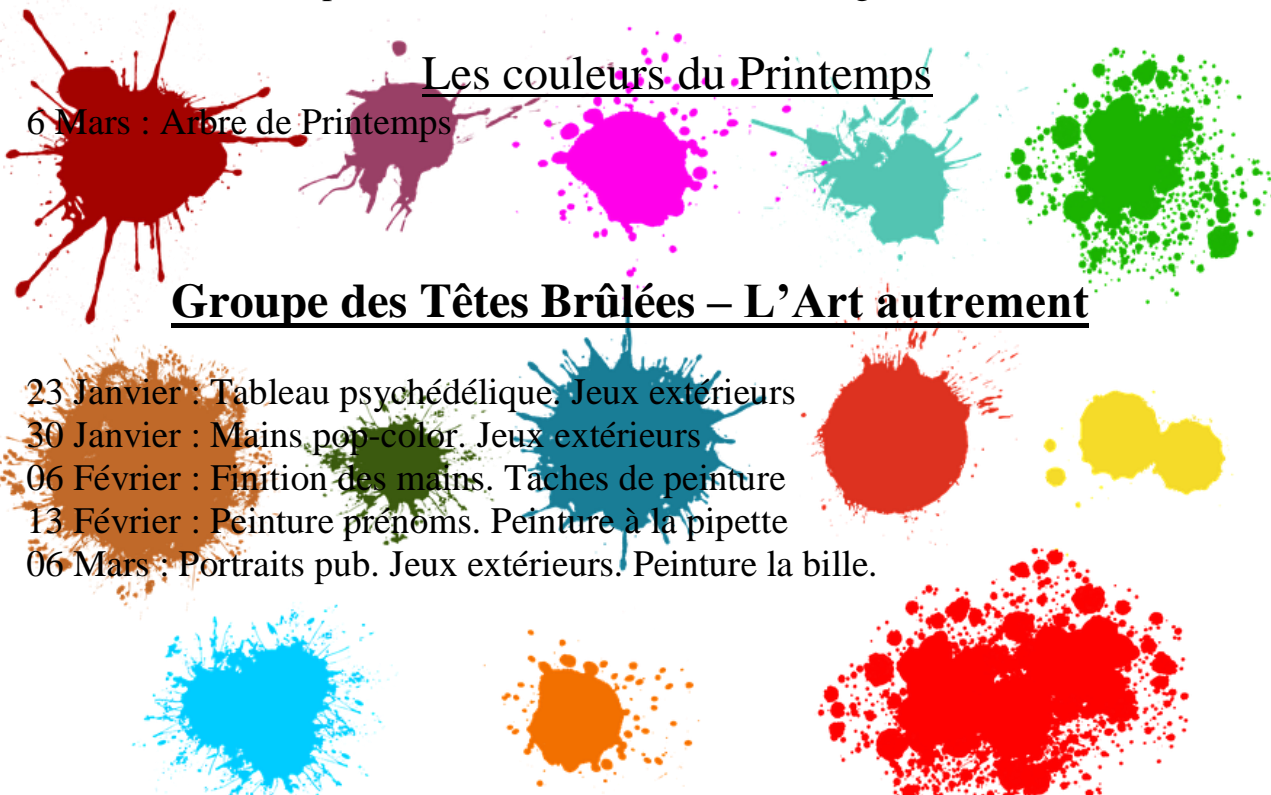 Les couleurs du Printemps
6 Mars : Arbre de Printemps
Groupe des Têtes Brûlées – L’Art autrement
23 Janvier : Tableau psychédélique. Jeux extérieurs
30 Janvier : Mains pop-color. Jeux extérieurs
06 Février : Finition des mains. Taches de peinture
13 Février : Peinture prénoms. Peinture à la pipette
06 Mars : Portraits pub. Jeux extérieurs. Peinture la bille.